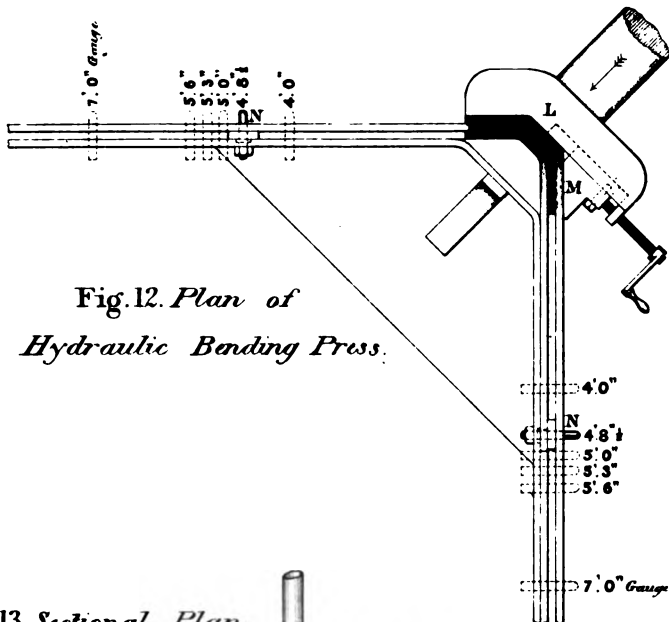 7'.0" Gauge
5'.6"
5'.3"
5'.0"
4'.8"½
4'.0"
N
L
M
Fig.12. Plan of
Hydraulic Bending Press.
4'.0"
N
4'.8"½
5'.0"
5'.3"
5'.6"
7'.0" Gauge
13. Sectional Plan